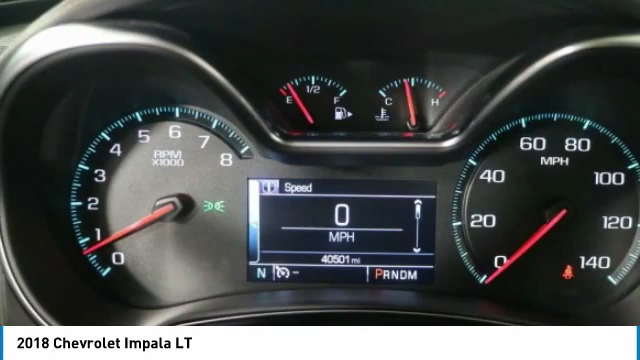 1/2
E F
C H
0 1 2 3 4 5 6 7 8
RPM
X1000
0 20 40 60 80 100 120 140
MPH
Speed
0
MPH
40501 mi
N - PRNDM
2018 Chevrolet Impala LT